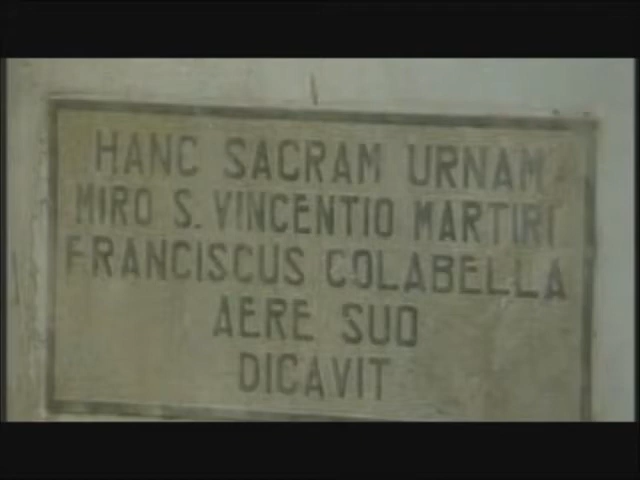 HANC SACRAM URNAM
MIRO S. VINCENTIO MARTIRI
FRANCISCUS COLABELLA
AERE SUO
DICAVIT